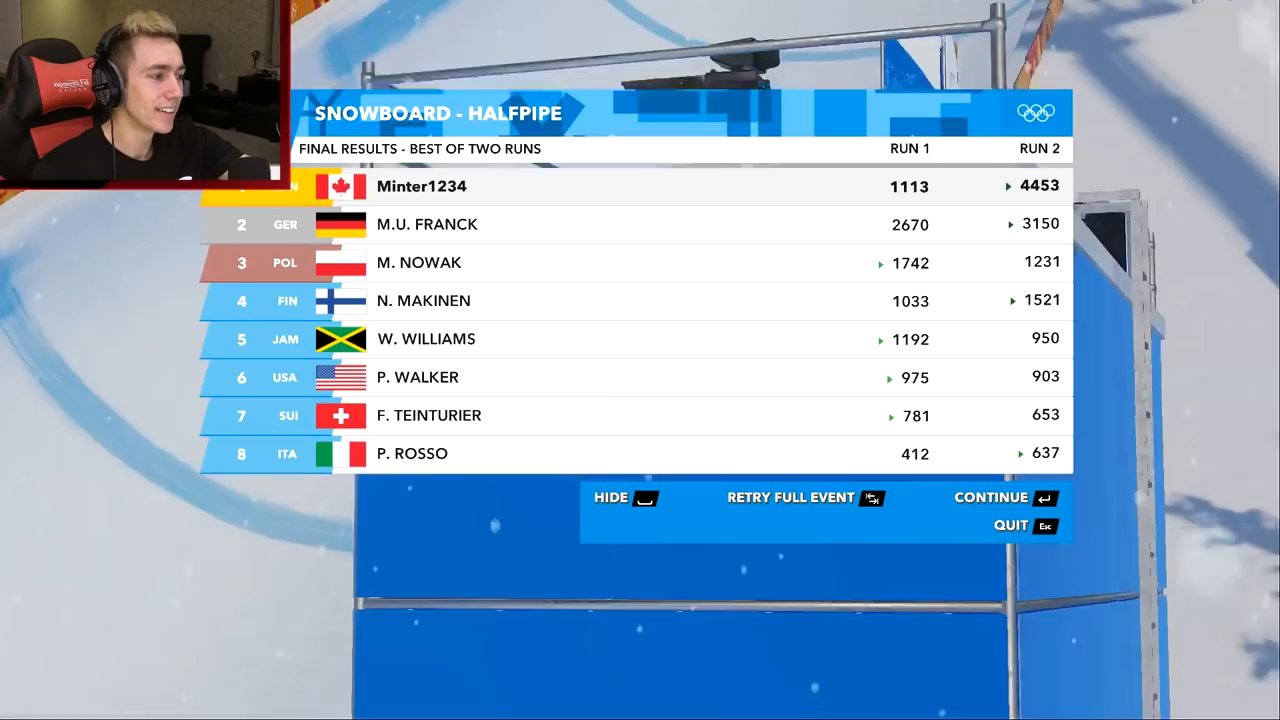 SNOWBOARD - HALFPIPE
FINAL RESULTS - BEST OF TWO RUNS RUN 1 RUN 2
Minter1234 1113 4453
2 GER M.U. FRANCK 2670 3150
3 POL M. NOWAK 1742 1231
4 FIN N. MAKINEN 1033 1521
5 JAM W. WILLIAMS 1192 950
6 USA P. WALKER 975 903
7 SUI F. TEINTURIER 781 653
8 ITA P. ROSSO 412 637
HIDE RETRY FULL EVENT CONTINUE
QUIT Esc